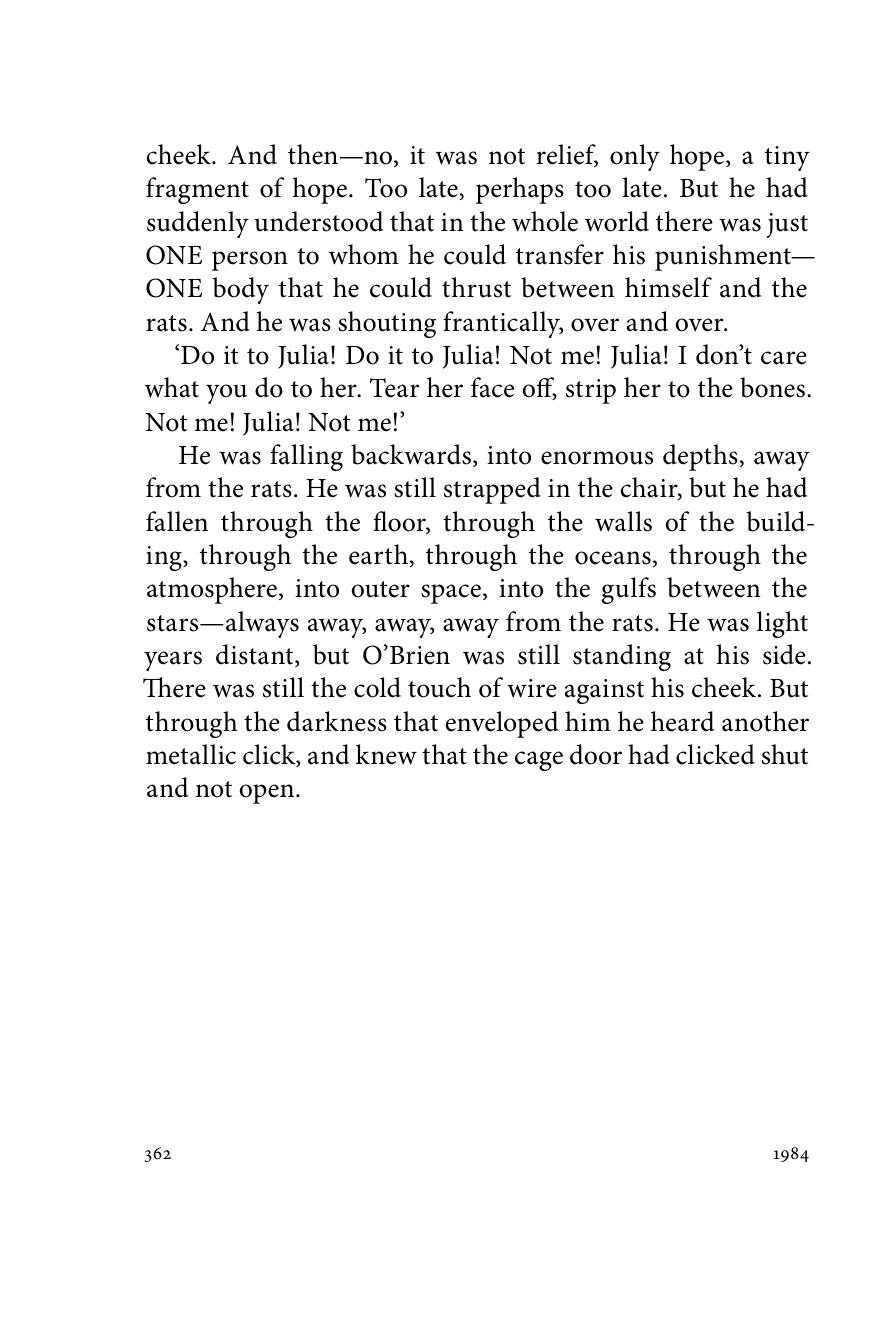 cheek. And then—no, it was not relief, only hope, a tiny
fragment of hope. Too late, perhaps too late. But he had
suddenly understood that in the whole world there was just
ONE person to whom he could transfer his punishment—
ONE body that he could thrust between himself and the
rats. And he was shouting frantically, over and over.
‘Do it to Julia! Do it to Julia! Not me! Julia! I don’t care
what you do to her. Tear her face off, strip her to the bones.
Not me! Julia! Not me!’
He was falling backwards, into enormous depths, away
from the rats. He was still strapped in the chair, but he had
fallen through the floor, through the walls of the build-
ing, through the earth, through the oceans, through the
atmosphere, into outer space, into the gulfs between the
stars—always away, away, away from the rats. He was light
years distant, but O’Brien was still standing at his side.
There was still the cold touch of wire against his cheek. But
through the darkness that enveloped him he heard another
metallic click, and knew that the cage door had clicked shut
and not open.
362 1984